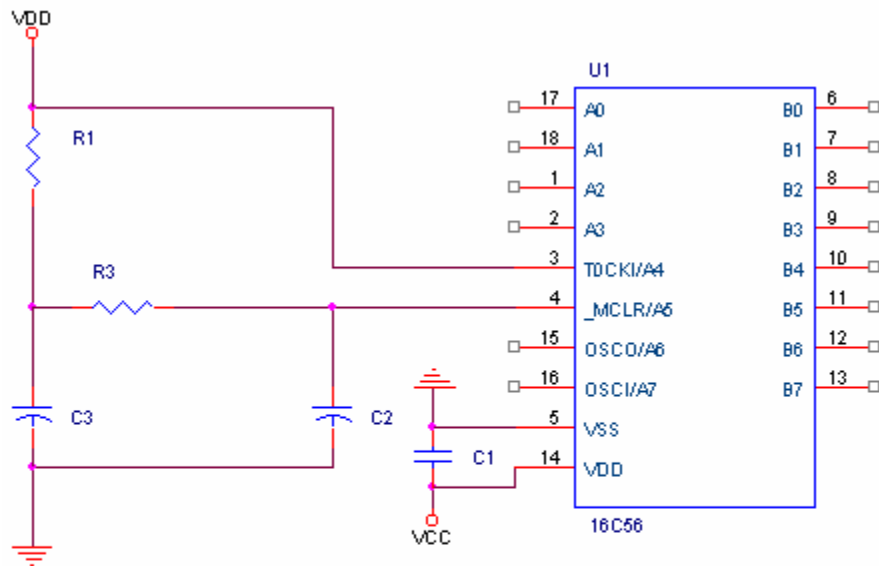 VDD
R1
R3
C3
C2
C1
VCC
U1
17 A0
18 A1
1 A2
2 A3
3 T0CKI/A4
4 _MCLR/A5
15 OSCO/A6
16 OSCI/A7
5 VSS
14 VDD
B0 6
B1 7
B2 8
B3 9
B4 10
B5 11
B6 12
B7 13
16C56